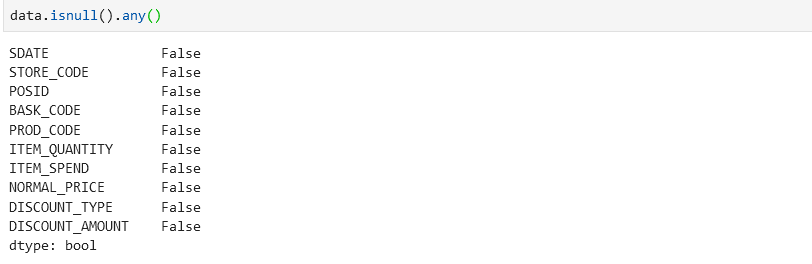 data.isnull().any()
SDATE False
STORE_CODE False
POSID False
BASK_CODE False
PROD_CODE False
ITEM_QUANTITY False
ITEM_SPEND False
NORMAL_PRICE False
DISCOUNT_TYPE False
DISCOUNT_AMOUNT False
dtype: bool